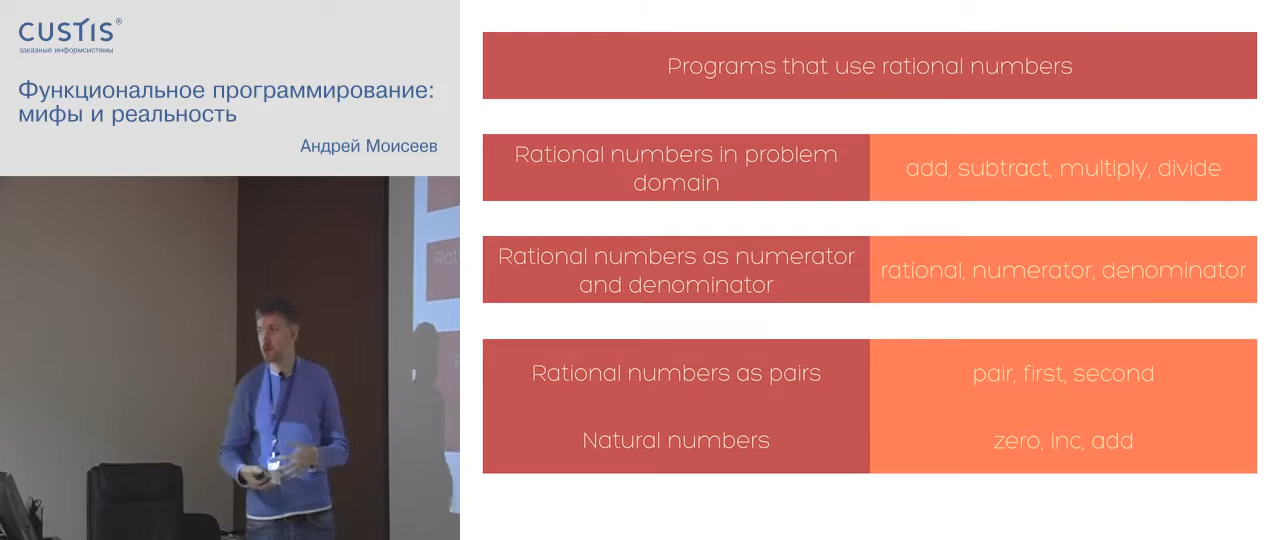 CUSTIS®
заказные информсистемы
Функциональное программирование:
мифы и реальность
Андрей Моисеев
Programs that use rational numbers
Rational numbers in problem
domain
add, subtract, multiply, divide
Rational numbers as numerator
and denominator
rational, numerator, denominator
Rational numbers as pairs
pair, first, second
Natural numbers
zero, inc, add